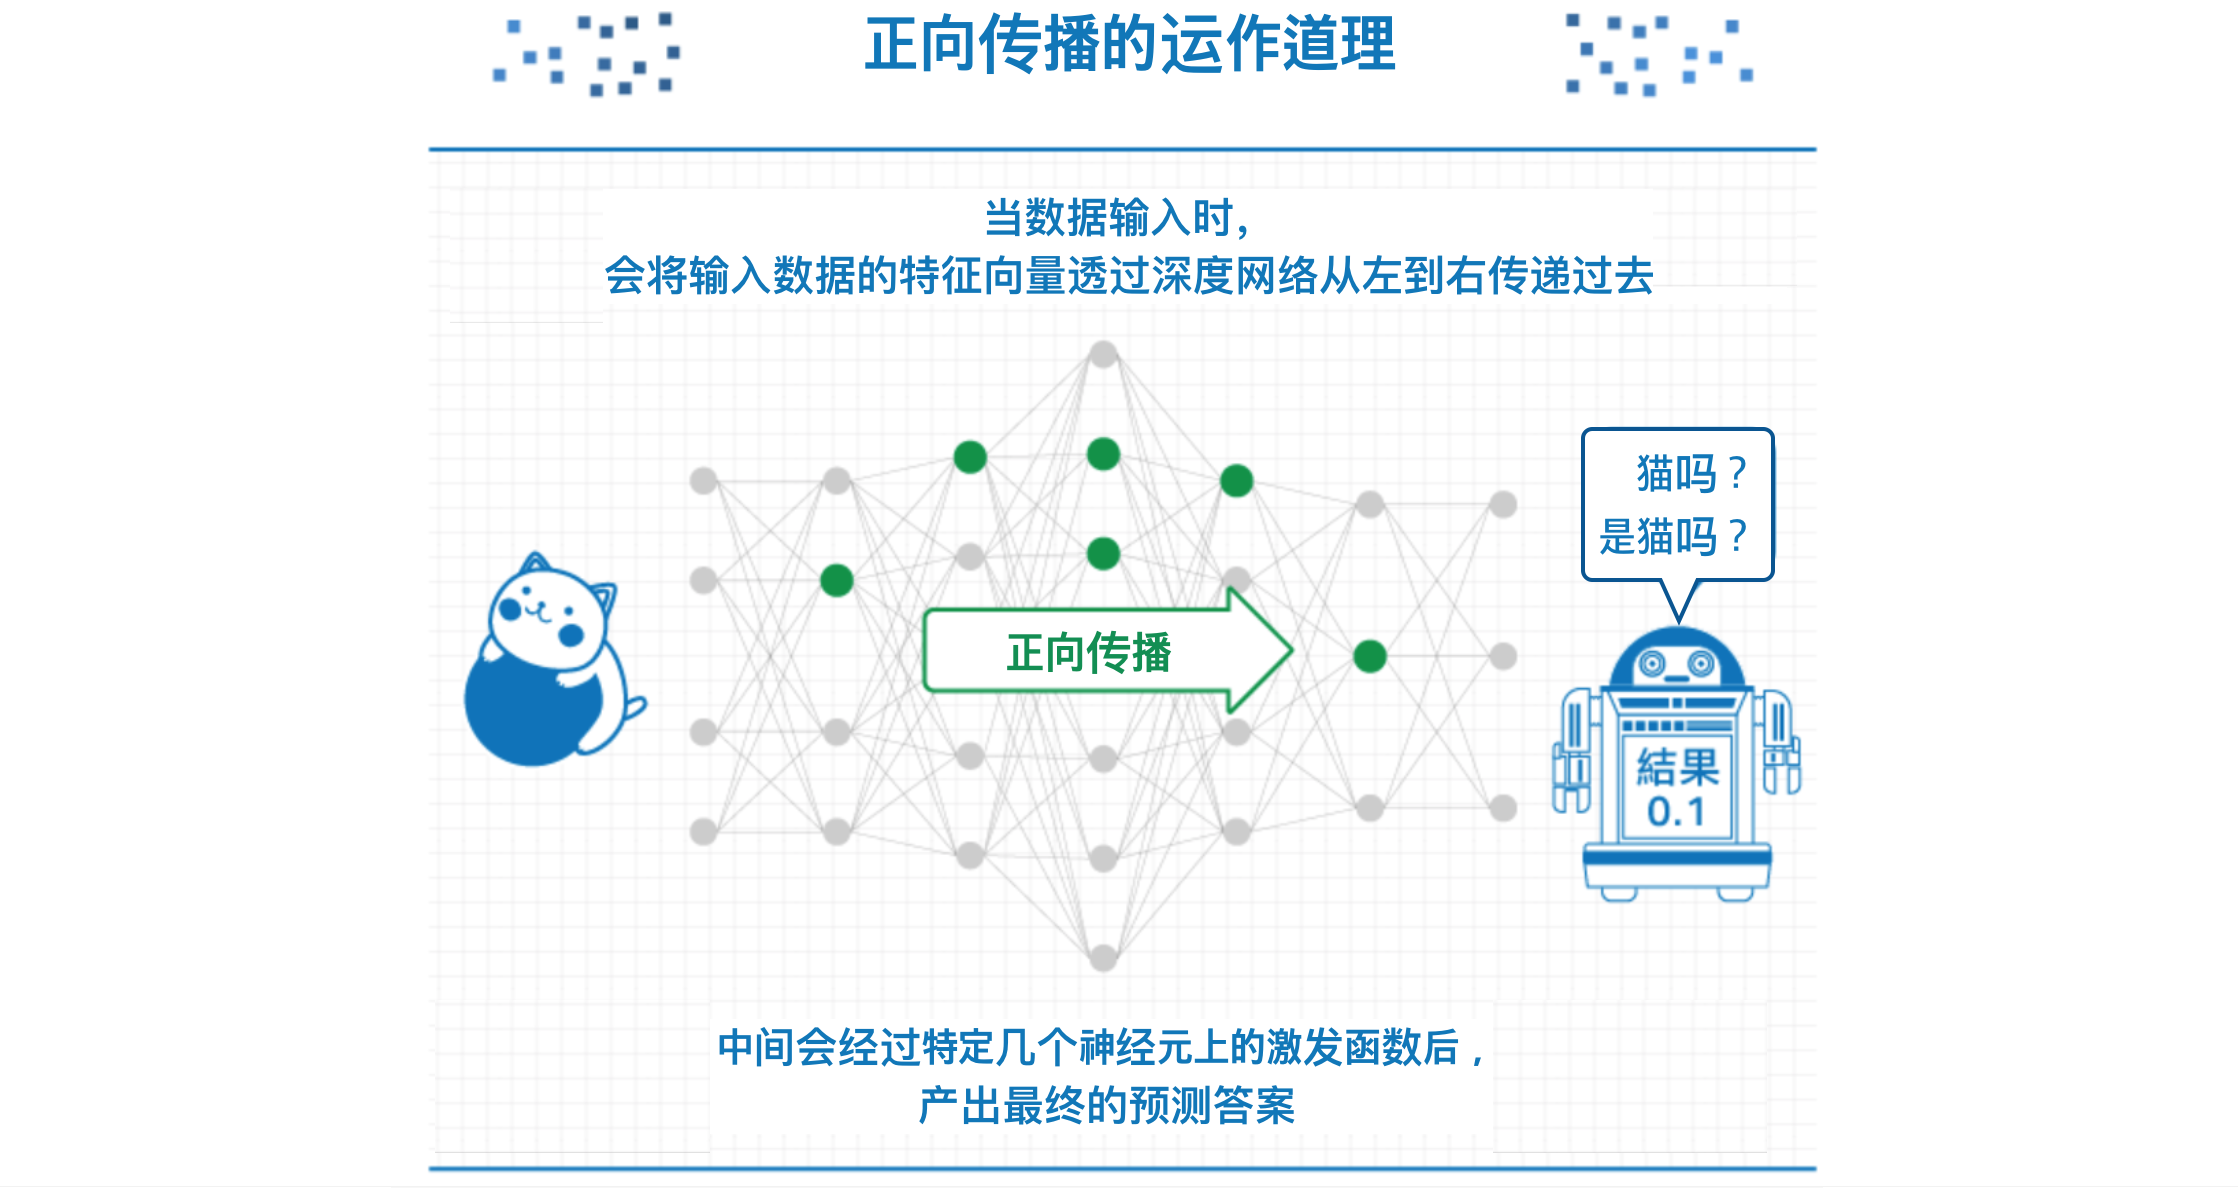 正向传播的运作道理
当数据输入时，
会将输入数据的特征向量透过深度网络从左到右传递过去
猫吗？
是猫吗？
正向传播
結果
0.1
中间会经过特定几个神经元上的激发函数后，
产出最终的预测答案